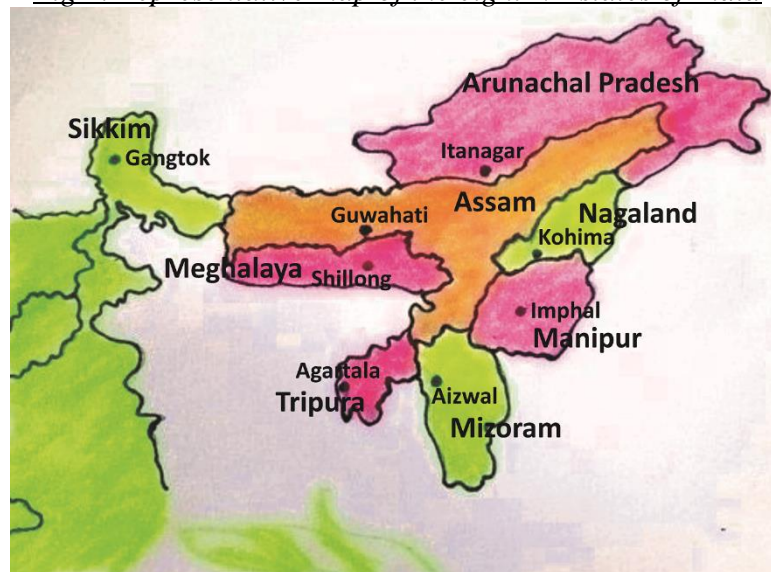 Arunachal Pradesh
Sikkim
Itanagar
Gangtok
Assam
Guwahati
Nagaland
Kohima
Meghalaya
Shillong
Imphal
Manipur
Agartala
Tripura
Aizwal
Mizoram